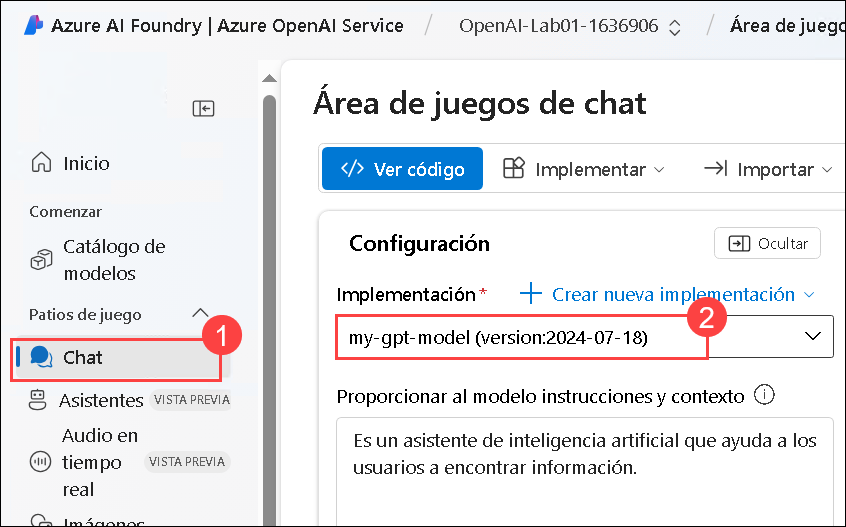 Azure AI Foundry | Azure OpenAI Service / OpenAI-Lab01-1636906 / Área de juego
Inicio
Comenzar
Catálogo de
modelos
Patios de juego
1
Chat
Asistentes VISTA PREVIA
Audio en
tiempo VISTA PREVIA
real
Imágenes
Área de juegos de chat
Ver código Implementar Importar
Configuración Ocultar
Implementación* Crear nueva implementación
2
my-gpt-model (version:2024-07-18)
Proporcionar al modelo instrucciones y contexto
Es un asistente de inteligencia artificial que ayuda a los
usuarios a encontrar información.